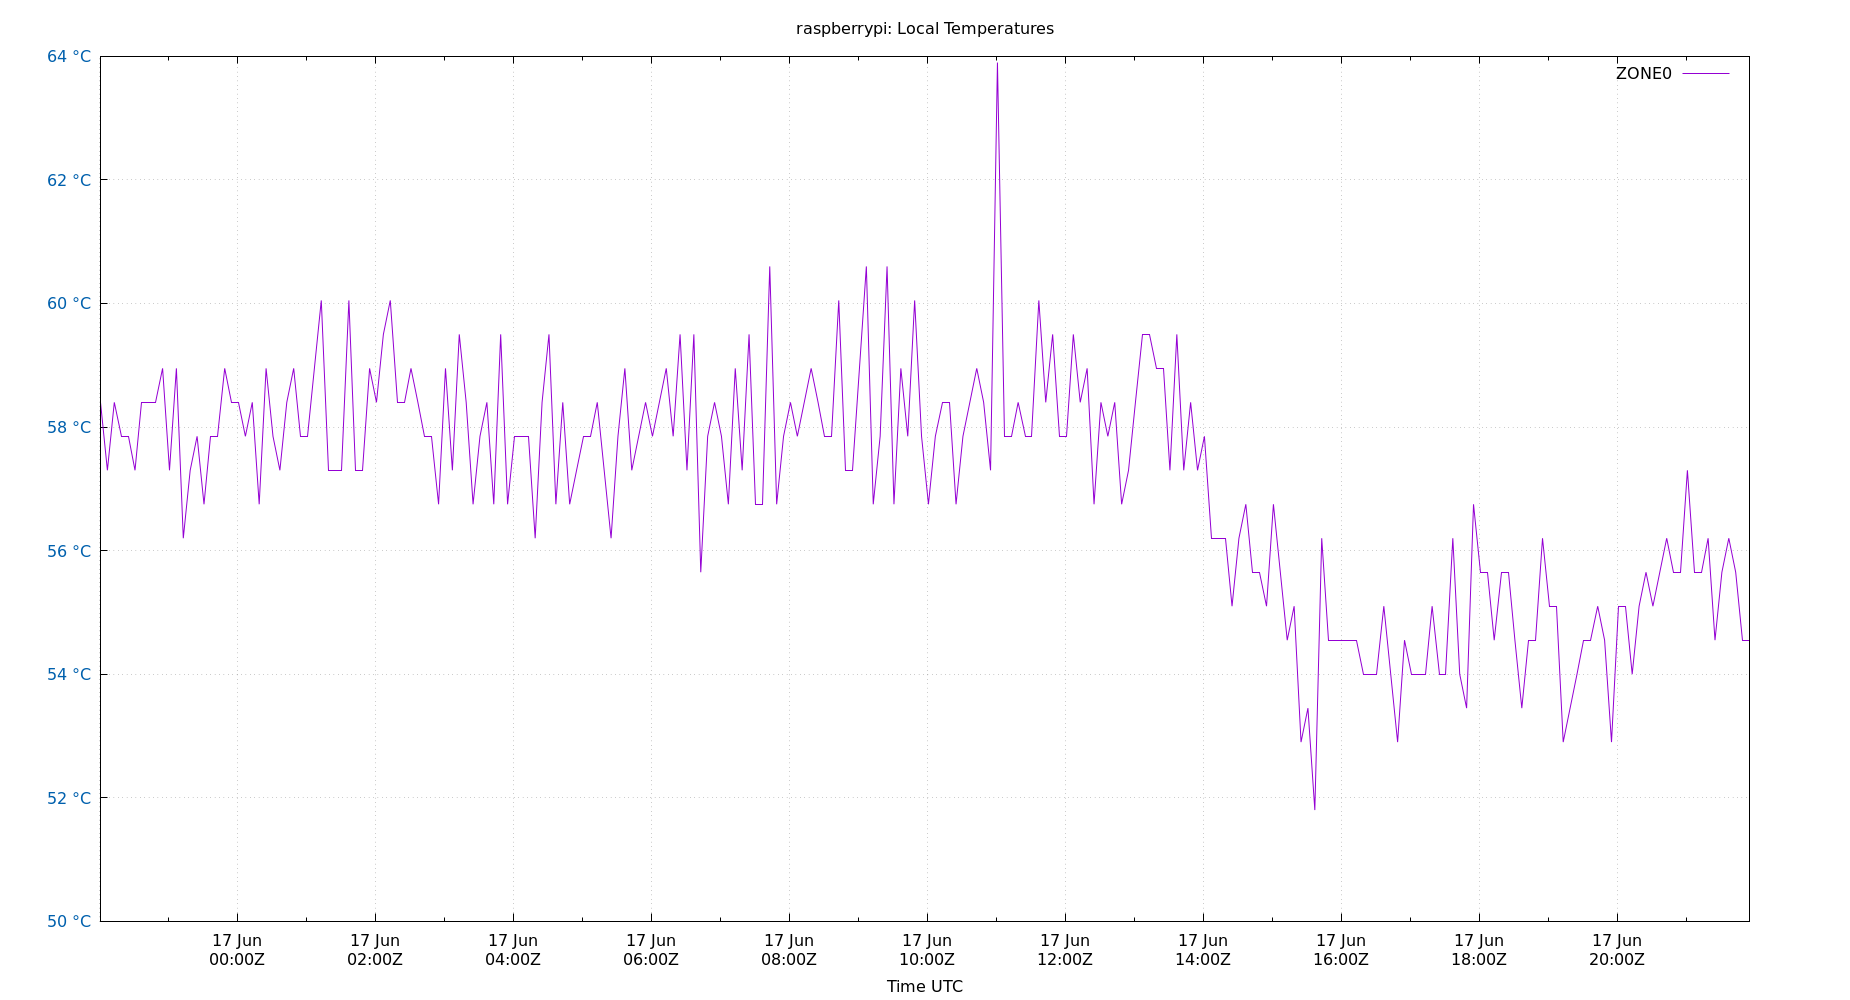 raspberrypi: Local Temperatures
ZONE0
64 °C
62 °C
60 °C
58 °C
56 °C
54 °C
52 °C
50 °C
17 Jun 17 Jun 17 Jun 17 Jun 17 Jun 17 Jun 17 Jun 17 Jun 17 Jun 17 Jun 17 Jun
00:00Z 02:00Z 04:00Z 06:00Z 08:00Z 10:00Z 12:00Z 14:00Z 16:00Z 18:00Z 20:00Z
Time UTC